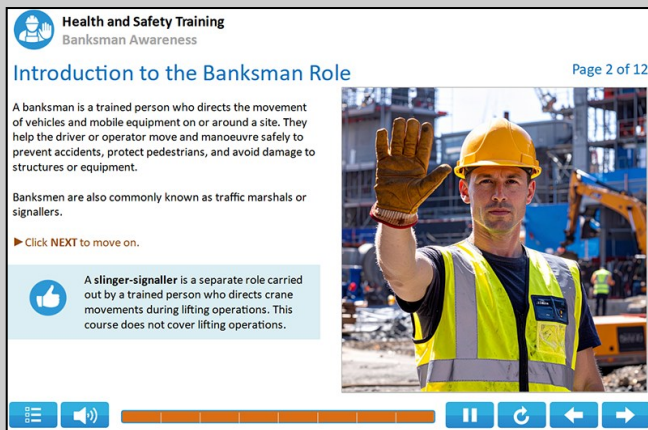 Health and Safety Training
Banksman Awareness
Introduction to the Banksman Role
Page 2 of 12
A banksman is a trained person who directs the movement
of vehicles and mobile equipment on or around a site. They
help the driver or operator move and manoeuvre safely to
prevent accidents, protect pedestrians, and avoid damage to
structures or equipment.
Banksmen are also commonly known as traffic marshals or
signallers.
►Click NEXT to move on.
A slinger-signaller is a separate role carried
out by a trained person who directs crane
movements during lifting operations. This
course does not cover lifting operations.